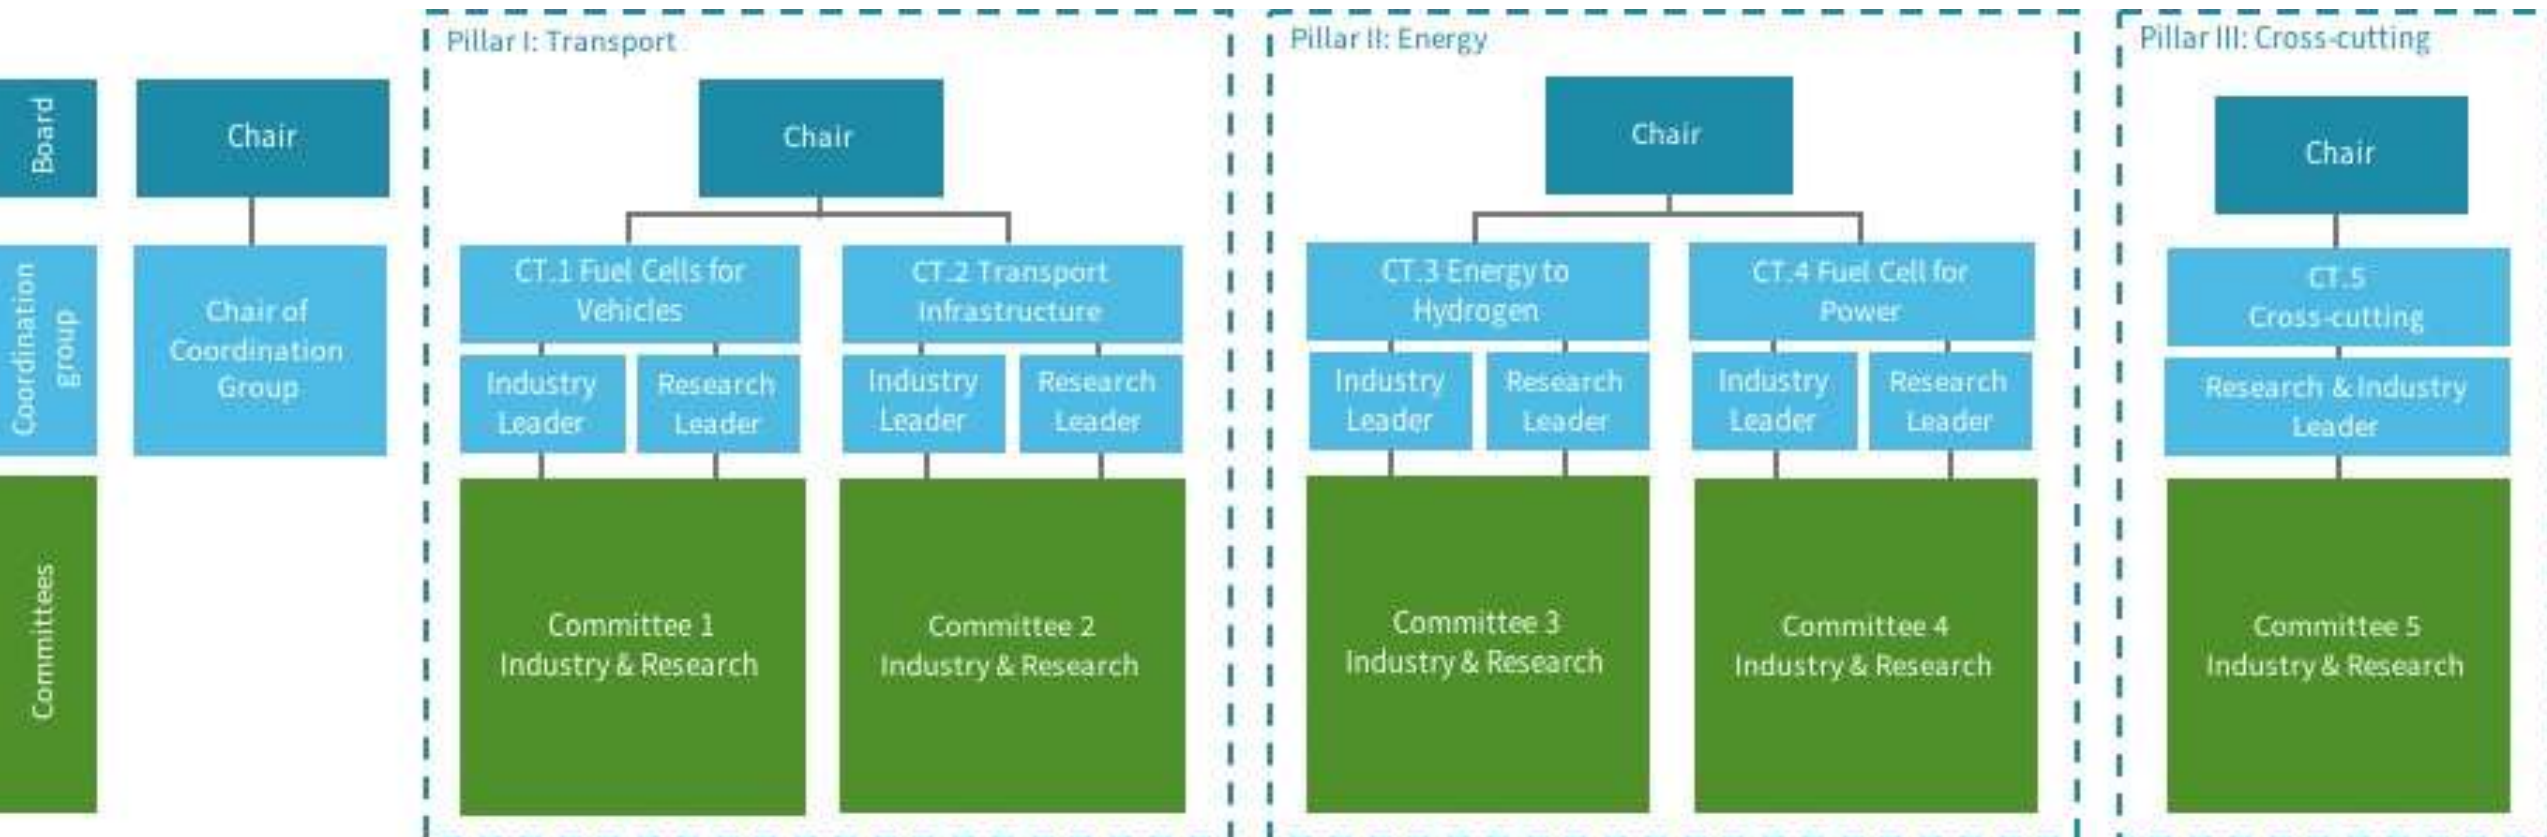 Board
Coordination
group
Committees
Chair
Chair of
Coordination
Group
Pillar I: Transport
Chair
CT.1 Fuel Cells for
Vehicles
Industry
Leader
Research
Leader
Committee 1
Industry & Research
CT.2 Transport
Infrastructure
Industry
Leader
Research
Leader
Committee 2
Industry & Research
Pillar II: Energy
Chair
CT.3 Energy to
Hydrogen
Industry
Leader
Research
Leader
Committee 3
Industry & Research
CT.4 Fuel Cell for
Power
Industry
Leader
Research
Leader
Committee 4
Industry & Research
Pillar III: Cross-cutting
Chair
CT.5
Cross-cutting
Research & Industry
Leader
Committee 5
Industry & Research